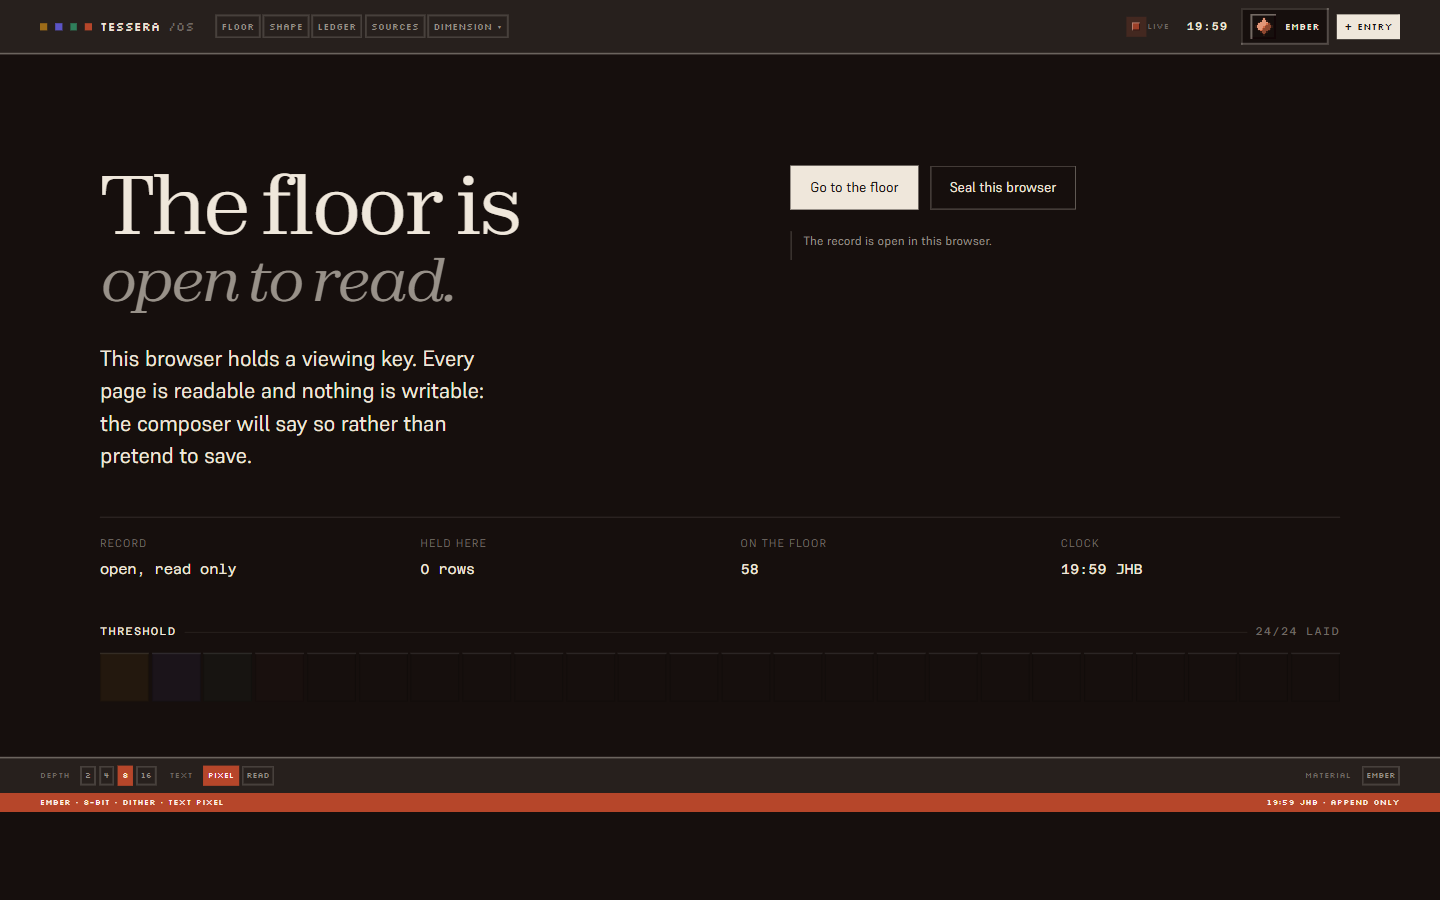 TESSERA /OS
FLOOR SHAPE LEDGER SOURCES DIMENSION ▾
LIVE 19:59 EMBER + ENTRY
The floor is
open to read.
This browser holds a viewing key. Every
page is readable and nothing is writable:
the composer will say so rather than
pretend to save.
Go to the floor
Seal this browser
The record is open in this browser.
RECORD
open, read only
HELD HERE
0 rows
ON THE FLOOR
58
CLOCK
19:59 JHB
THRESHOLD
24/24 LAID
DEPTH 2 4 8 16 TEXT PIXEL READ
MATERIAL EMBER
EMBER · 8-BIT · DITHER · TEXT PIXEL
19:59 JHB · APPEND ONLY